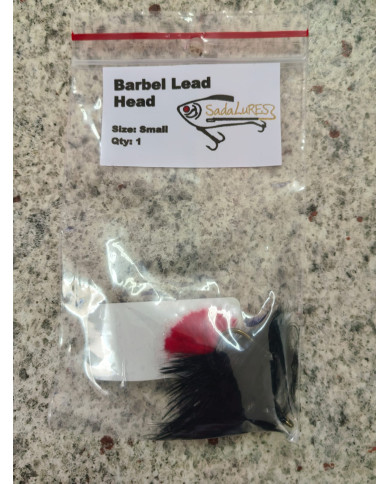 Barbel Lead
Head
SadaLuRES
Size: Small
Qty: 1